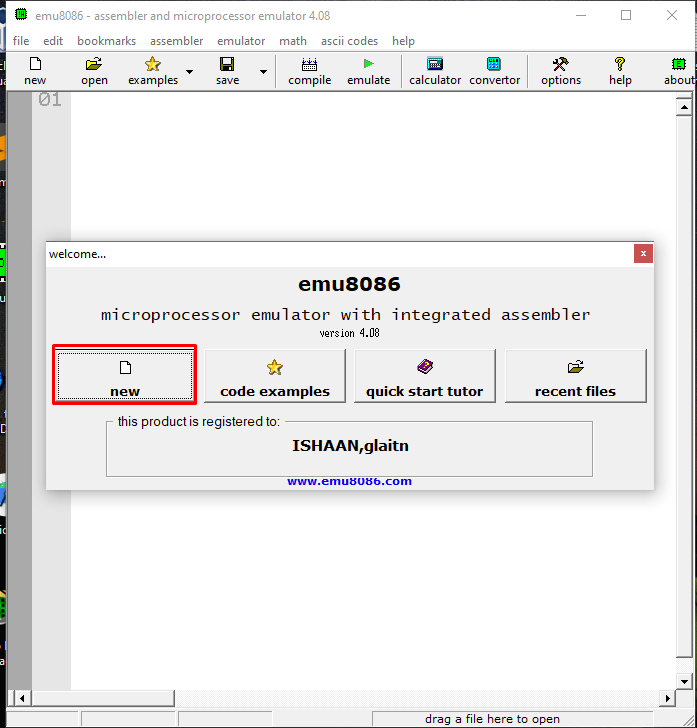 emu8086 - assembler and microprocessor emulator 4.08
file edit bookmarks assembler emulator math ascii codes help
new open examples save compile emulate calculator convertor options help about
01
welcome...
emu8086
microprocessor emulator with integrated assembler
version 4.08
new code examples quick start tutor recent files
this product is registered to:
ISHAAN,glaitn
www.emu8086.com
drag a file here to open